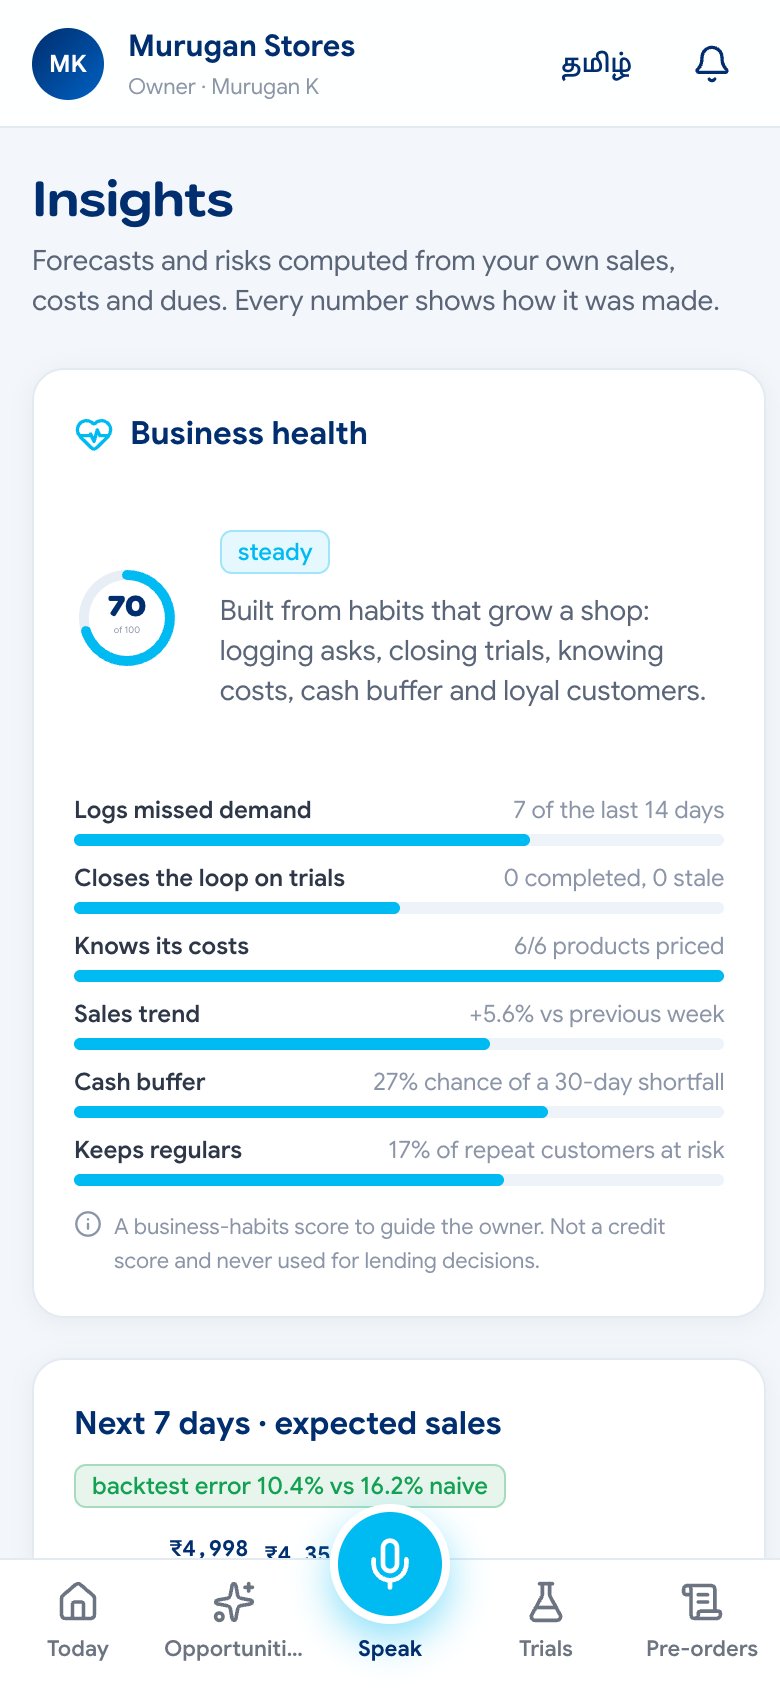 MK
Murugan Stores
Owner · Murugan K
தமிழ்
Insights
Forecasts and risks computed from your own sales,
costs and dues. Every number shows how it was made.
Business health
steady
70
of 100
Built from habits that grow a shop:
logging asks, closing trials, knowing
costs, cash buffer and loyal customers.
Logs missed demand 7 of the last 14 days
Closes the loop on trials 0 completed, 0 stale
Knows its costs 6/6 products priced
Sales trend +5.6% vs previous week
Cash buffer 27% chance of a 30-day shortfall
Keeps regulars 17% of repeat customers at risk
A business-habits score to guide the owner. Not a credit
score and never used for lending decisions.
Next 7 days · expected sales
backtest error 10.4% vs 16.2% naive
₹4,998
Today Opportuniti... Speak Trials Pre-orders